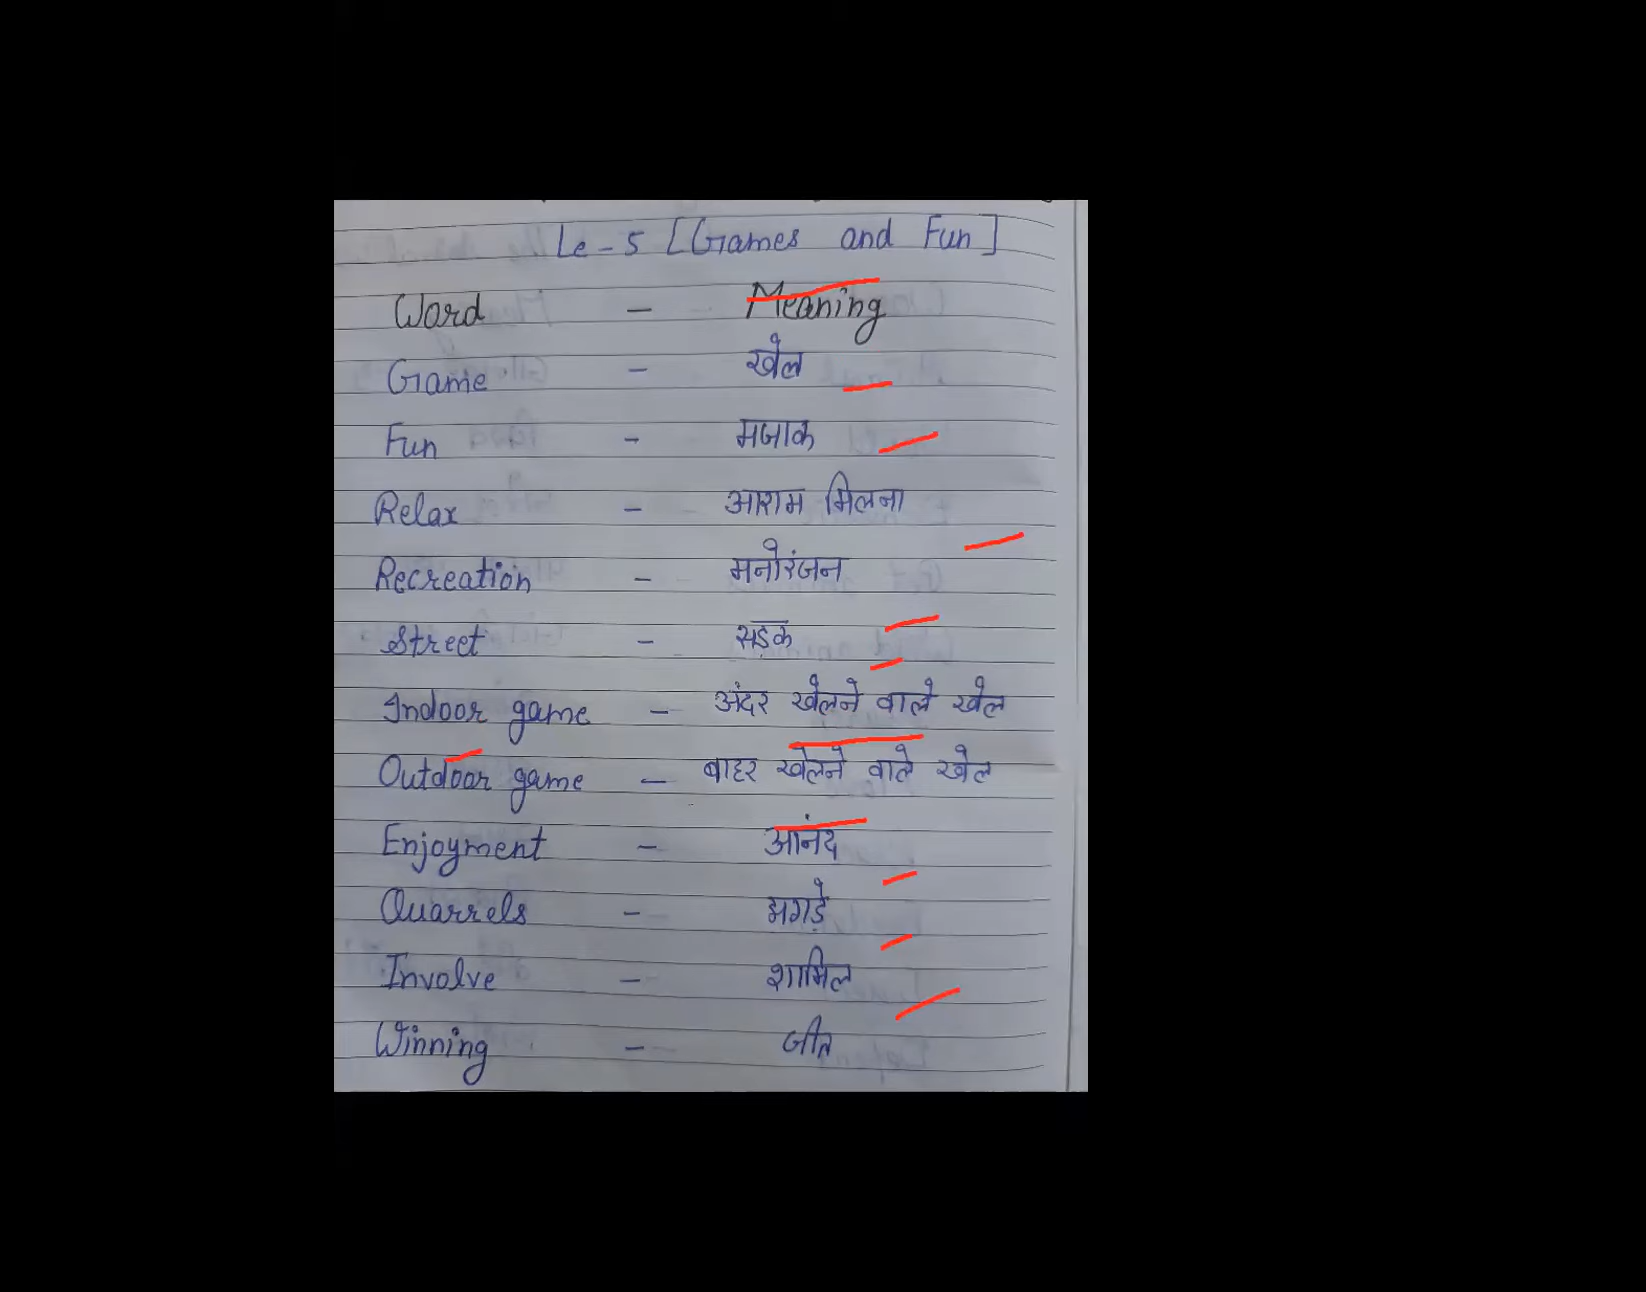 Le - 5 [Games and Fun]
Word - Meaning
Game - खेल
Fun - मजाक
Relax - आराम मिलना
Recreation - मनोरंजन
Street - सड़क
Indoor game - अंदर खेलने वाले खेल
Outdoor game - बाहर खेलने वाले खेल
Enjoyment - आनंद
Quarrels - झगड़े
Involve - शामिल
Winning - जीत